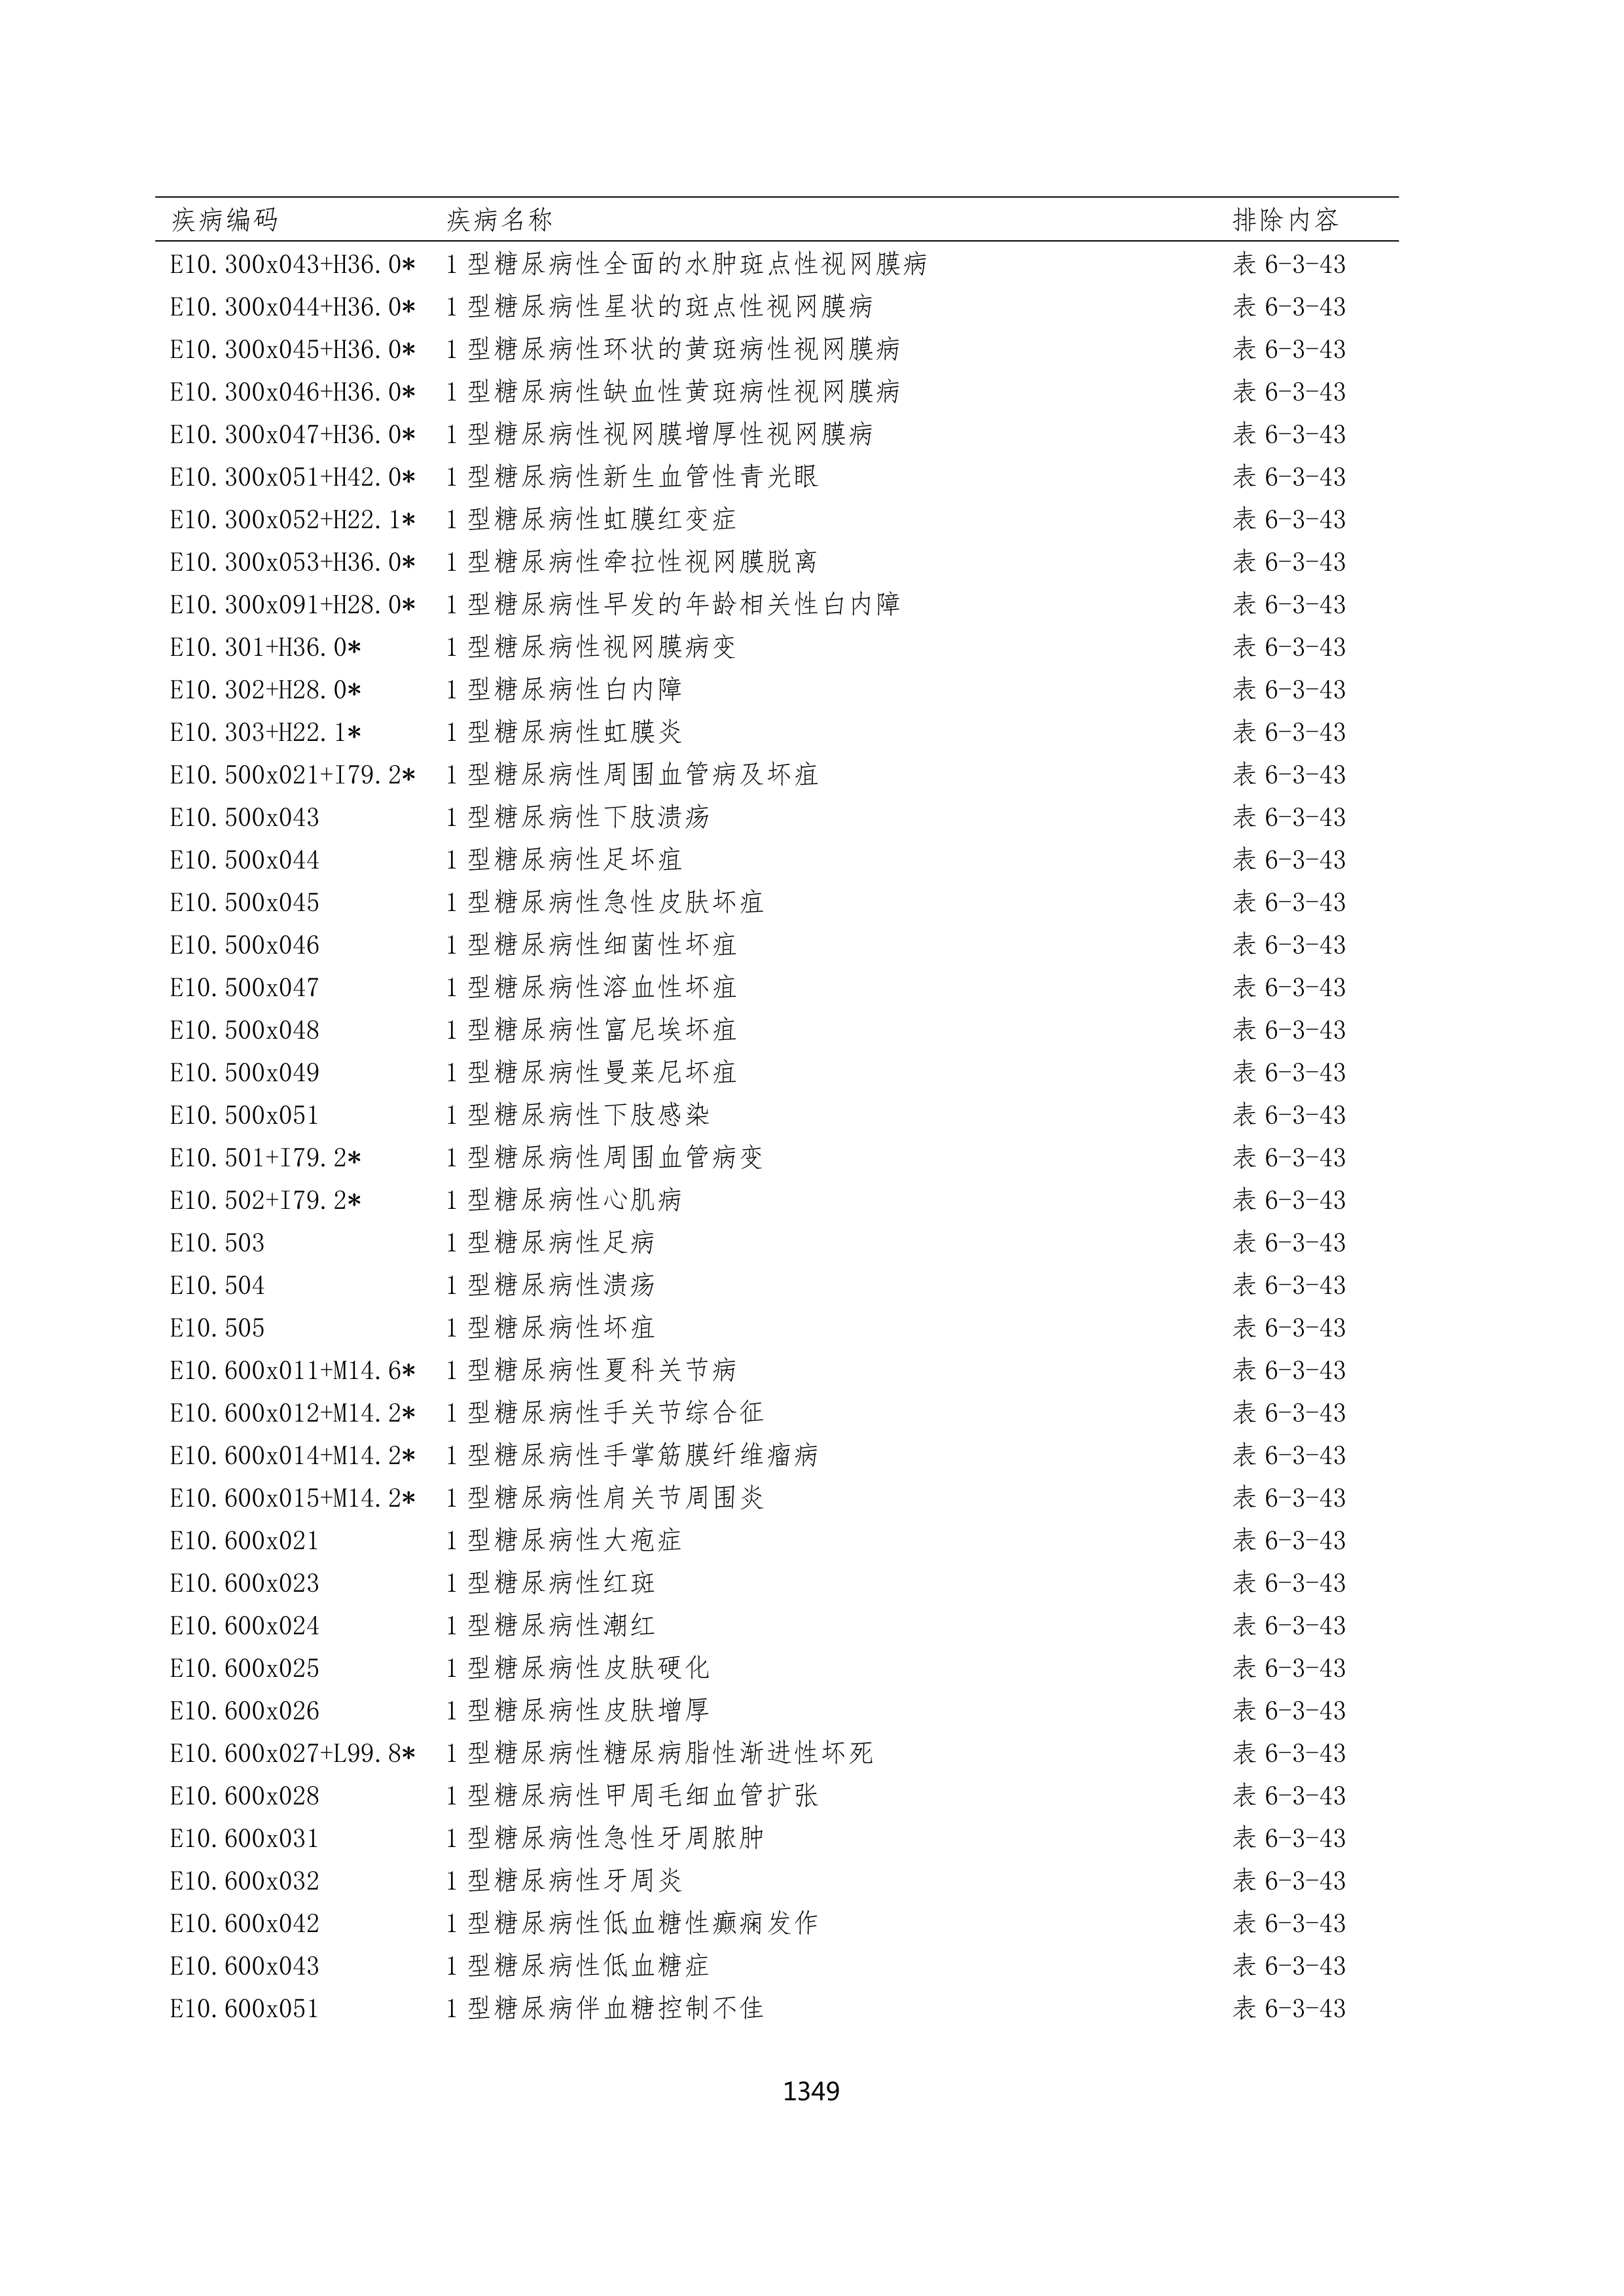 疾病编码 疾病名称 排除内容
E10.300x043+H36.0* 1 型糖尿病性全面的水肿斑点性视网膜病 表 6-3-43
E10.300x044+H36.0* 1 型糖尿病性星状的斑点性视网膜病 表 6-3-43
E10.300x045+H36.0* 1 型糖尿病性环状的黄斑病性视网膜病 表 6-3-43
E10.300x046+H36.0* 1 型糖尿病性缺血性黄斑病性视网膜病 表 6-3-43
E10.300x047+H36.0* 1 型糖尿病性视网膜增厚性视网膜病 表 6-3-43
E10.300x051+H42.0* 1 型糖尿病性新生血管性青光眼 表 6-3-43
E10.300x052+H22.1* 1 型糖尿病性虹膜红变症 表 6-3-43
E10.300x053+H36.0* 1 型糖尿病性牵拉性视网膜脱离 表 6-3-43
E10.300x091+H28.0* 1 型糖尿病性早发的年龄相关性白内障 表 6-3-43
E10.301+H36.0* 1 型糖尿病性视网膜病变 表 6-3-43
E10.302+H28.0* 1 型糖尿病性白内障 表 6-3-43
E10.303+H22.1* 1 型糖尿病性虹膜炎 表 6-3-43
E10.500x021+I79.2* 1 型糖尿病性周围血管病及坏疽 表 6-3-43
E10.500x043 1 型糖尿病性下肢溃疡 表 6-3-43
E10.500x044 1 型糖尿病性足坏疽 表 6-3-43
E10.500x045 1 型糖尿病性急性皮肤坏疽 表 6-3-43
E10.500x046 1 型糖尿病性细菌性坏疽 表 6-3-43
E10.500x047 1 型糖尿病性溶血性坏疽 表 6-3-43
E10.500x048 1 型糖尿病性富尼埃坏疽 表 6-3-43
E10.500x049 1 型糖尿病性曼莱尼坏疽 表 6-3-43
E10.500x051 1 型糖尿病性下肢感染 表 6-3-43
E10.501+I79.2* 1 型糖尿病性周围血管病变 表 6-3-43
E10.502+I79.2* 1 型糖尿病性心肌病 表 6-3-43
E10.503 1 型糖尿病性足病 表 6-3-43
E10.504 1 型糖尿病性溃疡 表 6-3-43
E10.505 1 型糖尿病性坏疽 表 6-3-43
E10.600x011+M14.6* 1 型糖尿病性夏科关节病 表 6-3-43
E10.600x012+M14.2* 1 型糖尿病性手关节综合征 表 6-3-43
E10.600x014+M14.2* 1 型糖尿病性手掌筋膜纤维瘤病 表 6-3-43
E10.600x015+M14.2* 1 型糖尿病性肩关节周围炎 表 6-3-43
E10.600x021 1 型糖尿病性大疱症 表 6-3-43
E10.600x023 1 型糖尿病性红斑 表 6-3-43
E10.600x024 1 型糖尿病性潮红 表 6-3-43
E10.600x025 1 型糖尿病性皮肤硬化 表 6-3-43
E10.600x026 1 型糖尿病性皮肤增厚 表 6-3-43
E10.600x027+L99.8* 1 型糖尿病性糖尿病脂性渐进性坏死 表 6-3-43
E10.600x028 1 型糖尿病性甲周毛细血管扩张 表 6-3-43
E10.600x031 1 型糖尿病性急性牙周脓肿 表 6-3-43
E10.600x032 1 型糖尿病性牙周炎 表 6-3-43
E10.600x042 1 型糖尿病性低血糖性癫痫发作 表 6-3-43
E10.600x043 1 型糖尿病性低血糖症 表 6-3-43
E10.600x051 1 型糖尿病伴血糖控制不佳 表 6-3-43
1349